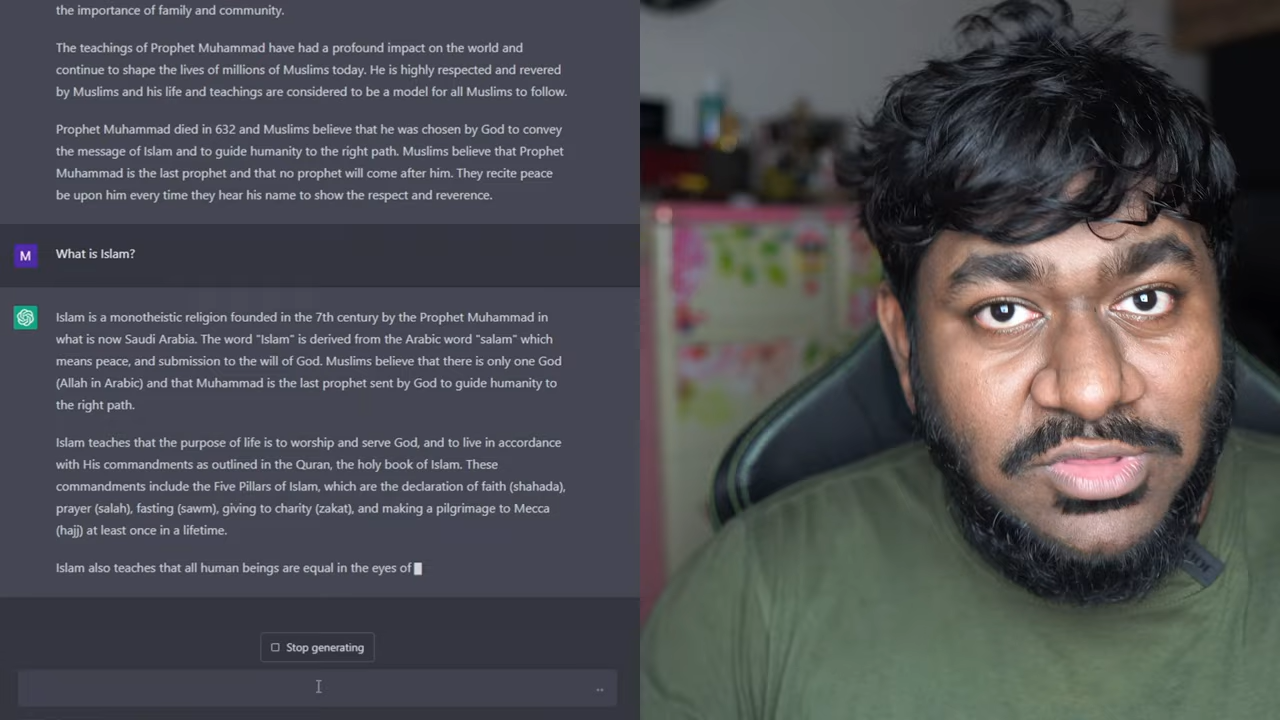 the importance of family and community.
The teachings of Prophet Muhammad have had a profound impact on the world and
continue to shape the lives of millions of Muslims today. He is highly respected and revered
by Muslims and his life and teachings are considered to be a model for all Muslims to follow.
Prophet Muhammad died in 632 and Muslims believe that he was chosen by God to convey
the message of Islam and to guide humanity to the right path. Muslims believe that Prophet
Muhammad is the last prophet and that no prophet will come after him. They recite peace
be upon him every time they hear his name to show the respect and reverence.
M
What is Islam?
Islam is a monotheistic religion founded in the 7th century by the Prophet Muhammad in
what is now Saudi Arabia. The word "Islam" is derived from the Arabic word "salam" which
means peace, and submission to the will of God. Muslims believe that there is only one God
(Allah in Arabic) and that Muhammad is the last prophet sent by God to guide humanity to
the right path.
Islam teaches that the purpose of life is to worship and serve God, and to live in accordance
with His commandments as outlined in the Quran, the holy book of Islam. These
commandments include the Five Pillars of Islam, which are the declaration of faith (shahada),
prayer (salah), fasting (sawm), giving to charity (zakat), and making a pilgrimage to Mecca
(hajj) at least once in a lifetime.
Islam also teaches that all human beings are equal in the eyes of
Stop generating